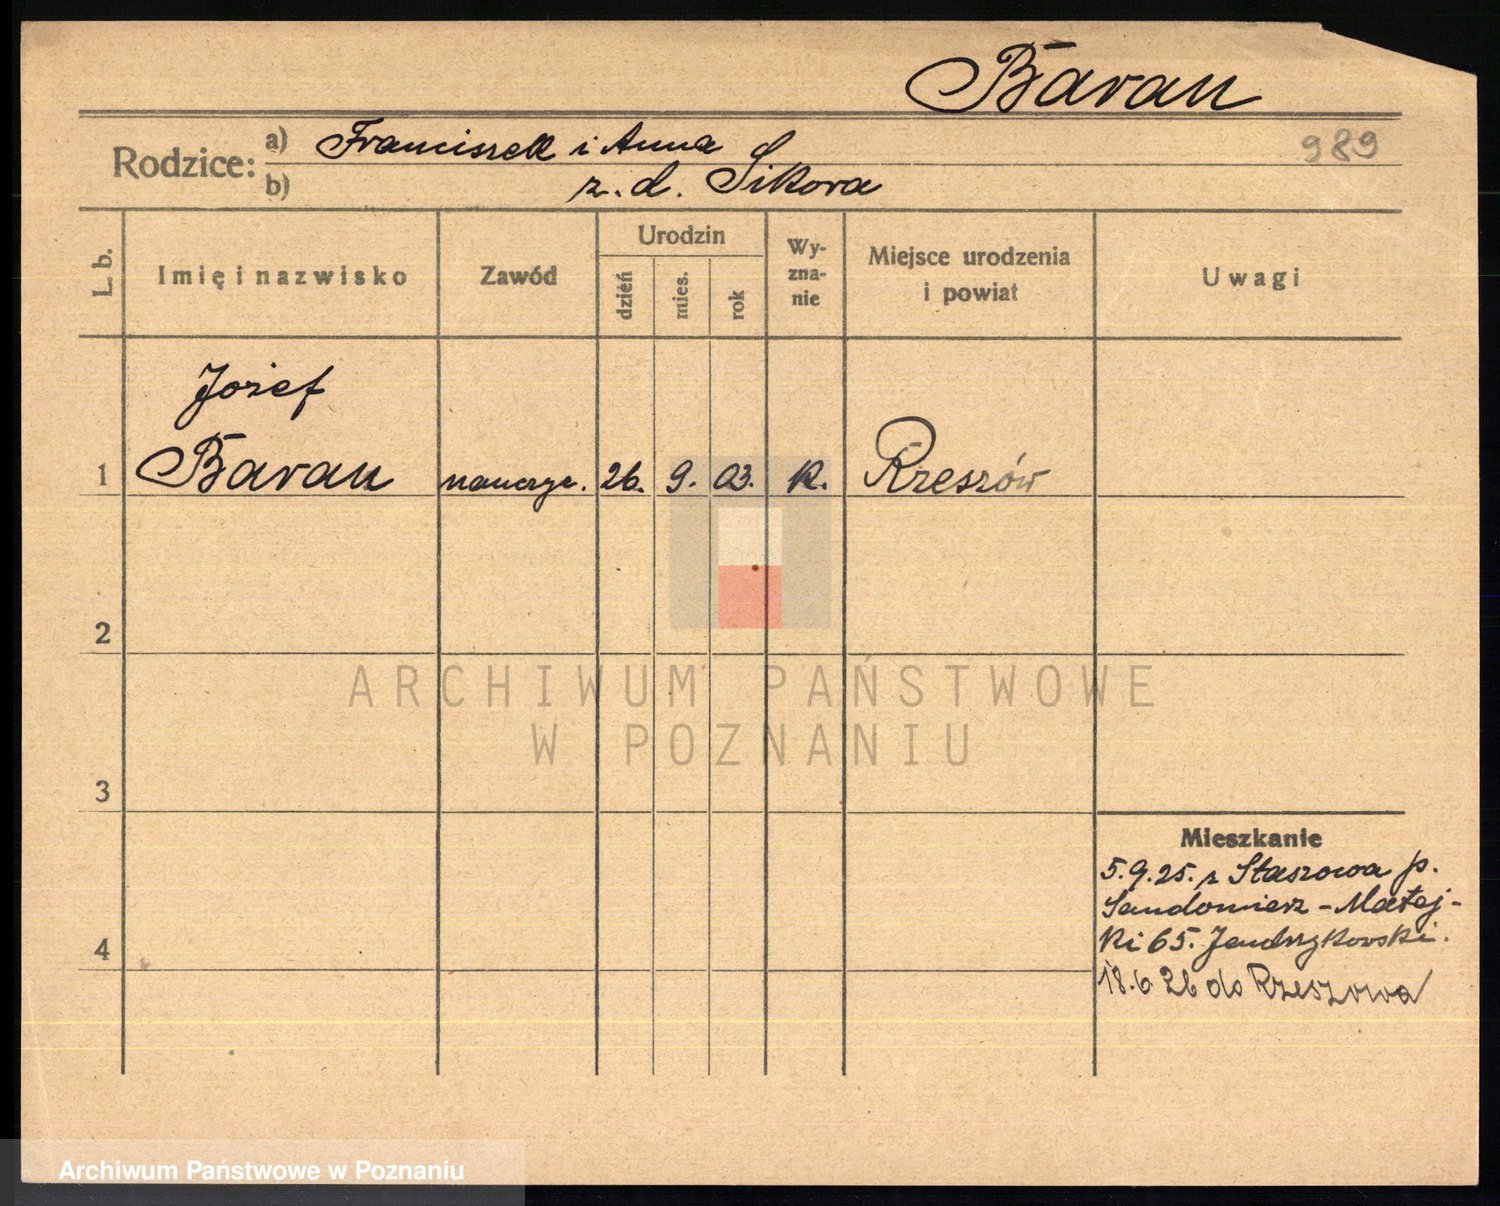 Baran
Rodzice: a) Franciszek i Anna
989
b) z. d. Sikora
L. b.
Imię i nazwisko
Zawód
Urodzin
dzień
mies.
rok
Wy-
zna-
nie
Miejsce urodzenia
i powiat
Uwagi
Józef
1 Baran nauczyc. 26. 9. 03. k. Rzeszów
2
ARCHIWUM PAŃSTWOWE
W POZNANIU
3
Mieszkanie
5.9.25. z Staszowa p.
Sandomierz - Matej-
ki 65. Jendrzykowski.
4
18.6 26 do Rzeszowa
Archiwum Państwowe w Poznaniu